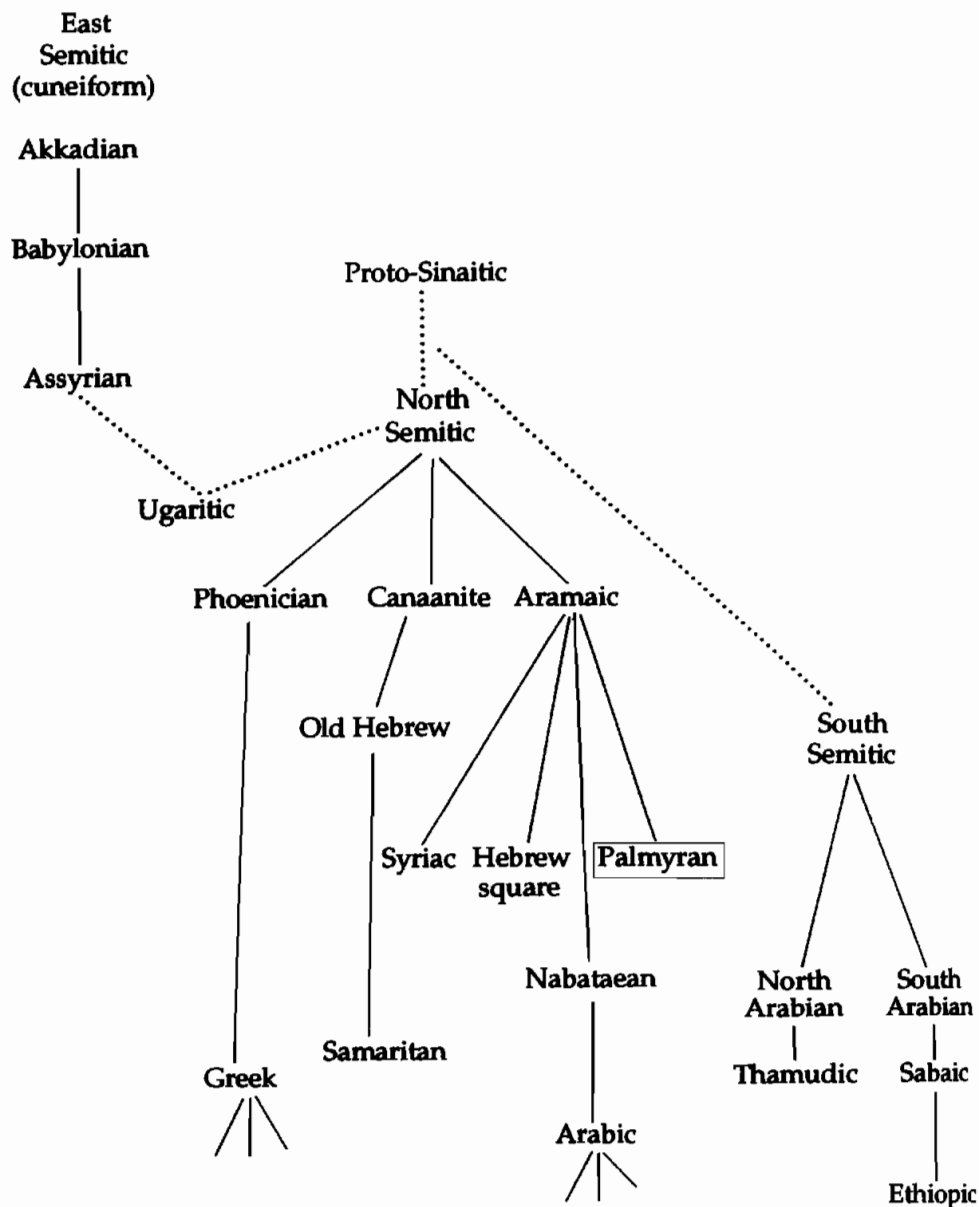 East
Semitic
(cuneiform)
Akkadian
Babylonian
Proto-Sinaitic
Assyrian
North
Semitic
Ugaritic
Phoenician Canaanite Aramaic
Old Hebrew
South
Semitic
Syriac Hebrew
square
Palmyran
Nabataean
North
Arabian
South
Arabian
Samaritan
Greek
Thamudic
Sabaic
Arabic
Ethiopic